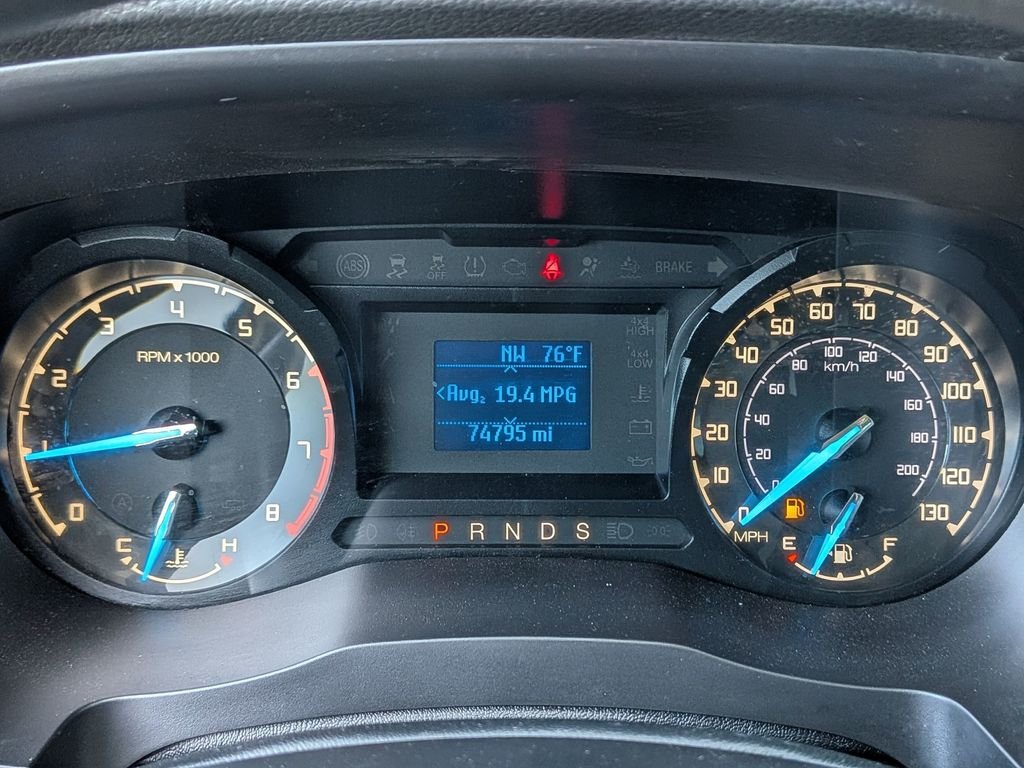 ABS
OFF
BRAKE
4x4
HIGH
4x4
LOW
NW 76°F
<Avg₂ 19.4 MPG
74795 mi
P R N D S
RPM x 1000
0 1 2 3 4 5 6 7 8
C H
0 10 20 30 40 50 60 70 80 90 100 110 120 130
MPH
0 20 40 60 80 100 120 140 160 180 200
km/h
E F